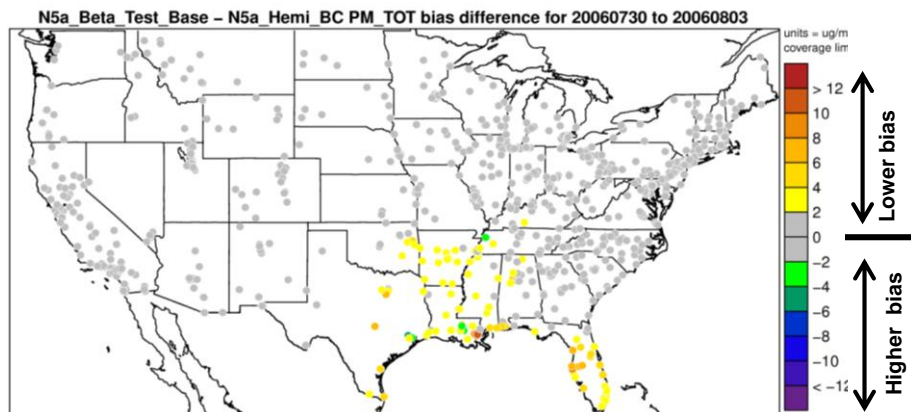 N5a_Beta_Test_Base – N5a_Hemi_BC PM_TOT bias difference for 20060730 to 20060803
units = ug/m
coverage lim
> 12
10
8
6
4
2
0
−2
−4
−6
−8
−10
< −12
Lower bias
Higher bias